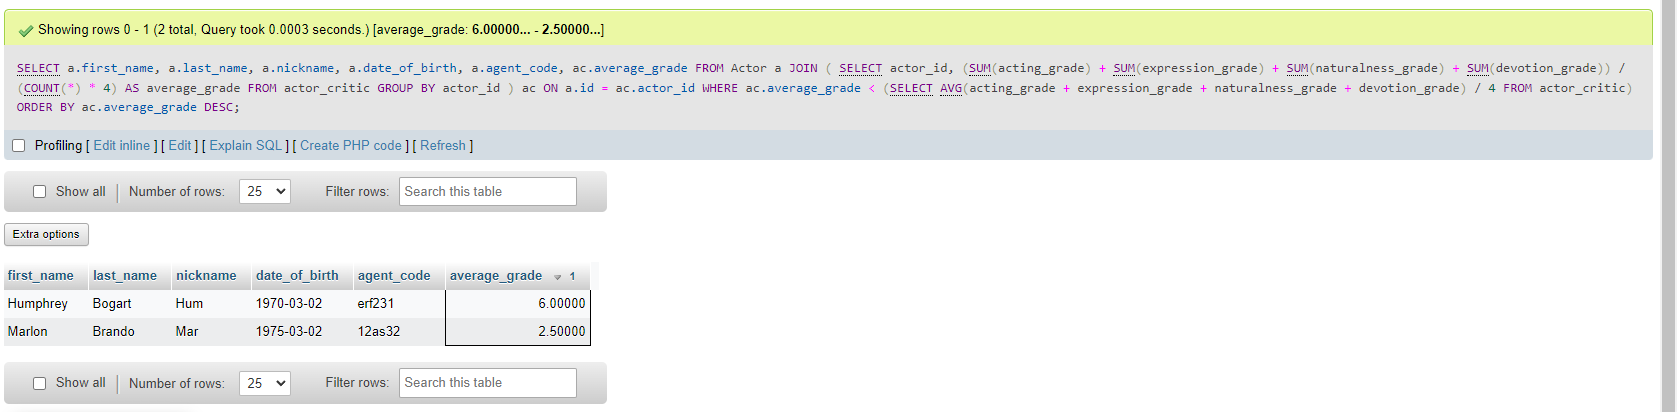 Showing rows 0 - 1 (2 total, Query took 0.0003 seconds.) [average_grade: 6.00000... - 2.50000...]
SELECT a.first_name, a.last_name, a.nickname, a.date_of_birth, a.agent_code, ac.average_grade FROM Actor a JOIN ( SELECT actor_id, (SUM(acting_grade) + SUM(expression_grade) + SUM(naturalness_grade) + SUM(devotion_grade)) /
(COUNT(*) * 4) AS average_grade FROM actor_critic GROUP BY actor_id ) ac ON a.id = ac.actor_id WHERE ac.average_grade < (SELECT AVG(acting_grade + expression_grade + naturalness_grade + devotion_grade) / 4 FROM actor_critic)
ORDER BY ac.average_grade DESC;
Profiling [ Edit inline ] [ Edit ] [ Explain SQL ] [ Create PHP code ] [ Refresh ]
Show all | Number of rows: 25 Filter rows: Search this table
Extra options
first_name last_name nickname date_of_birth agent_code average_grade 1
Humphrey Bogart Hum 1970-03-02 erf231 6.00000
Marlon Brando Mar 1975-03-02 12as32 2.50000
Show all | Number of rows: 25 Filter rows: Search this table